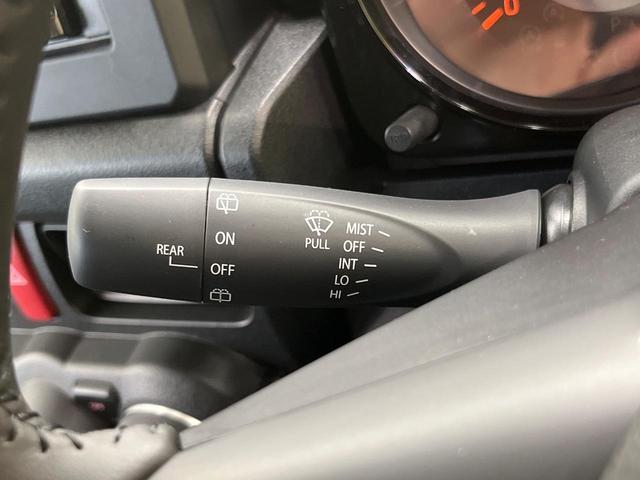 REAR
ON
OFF
PULL
MIST
OFF
INT
LO
HI